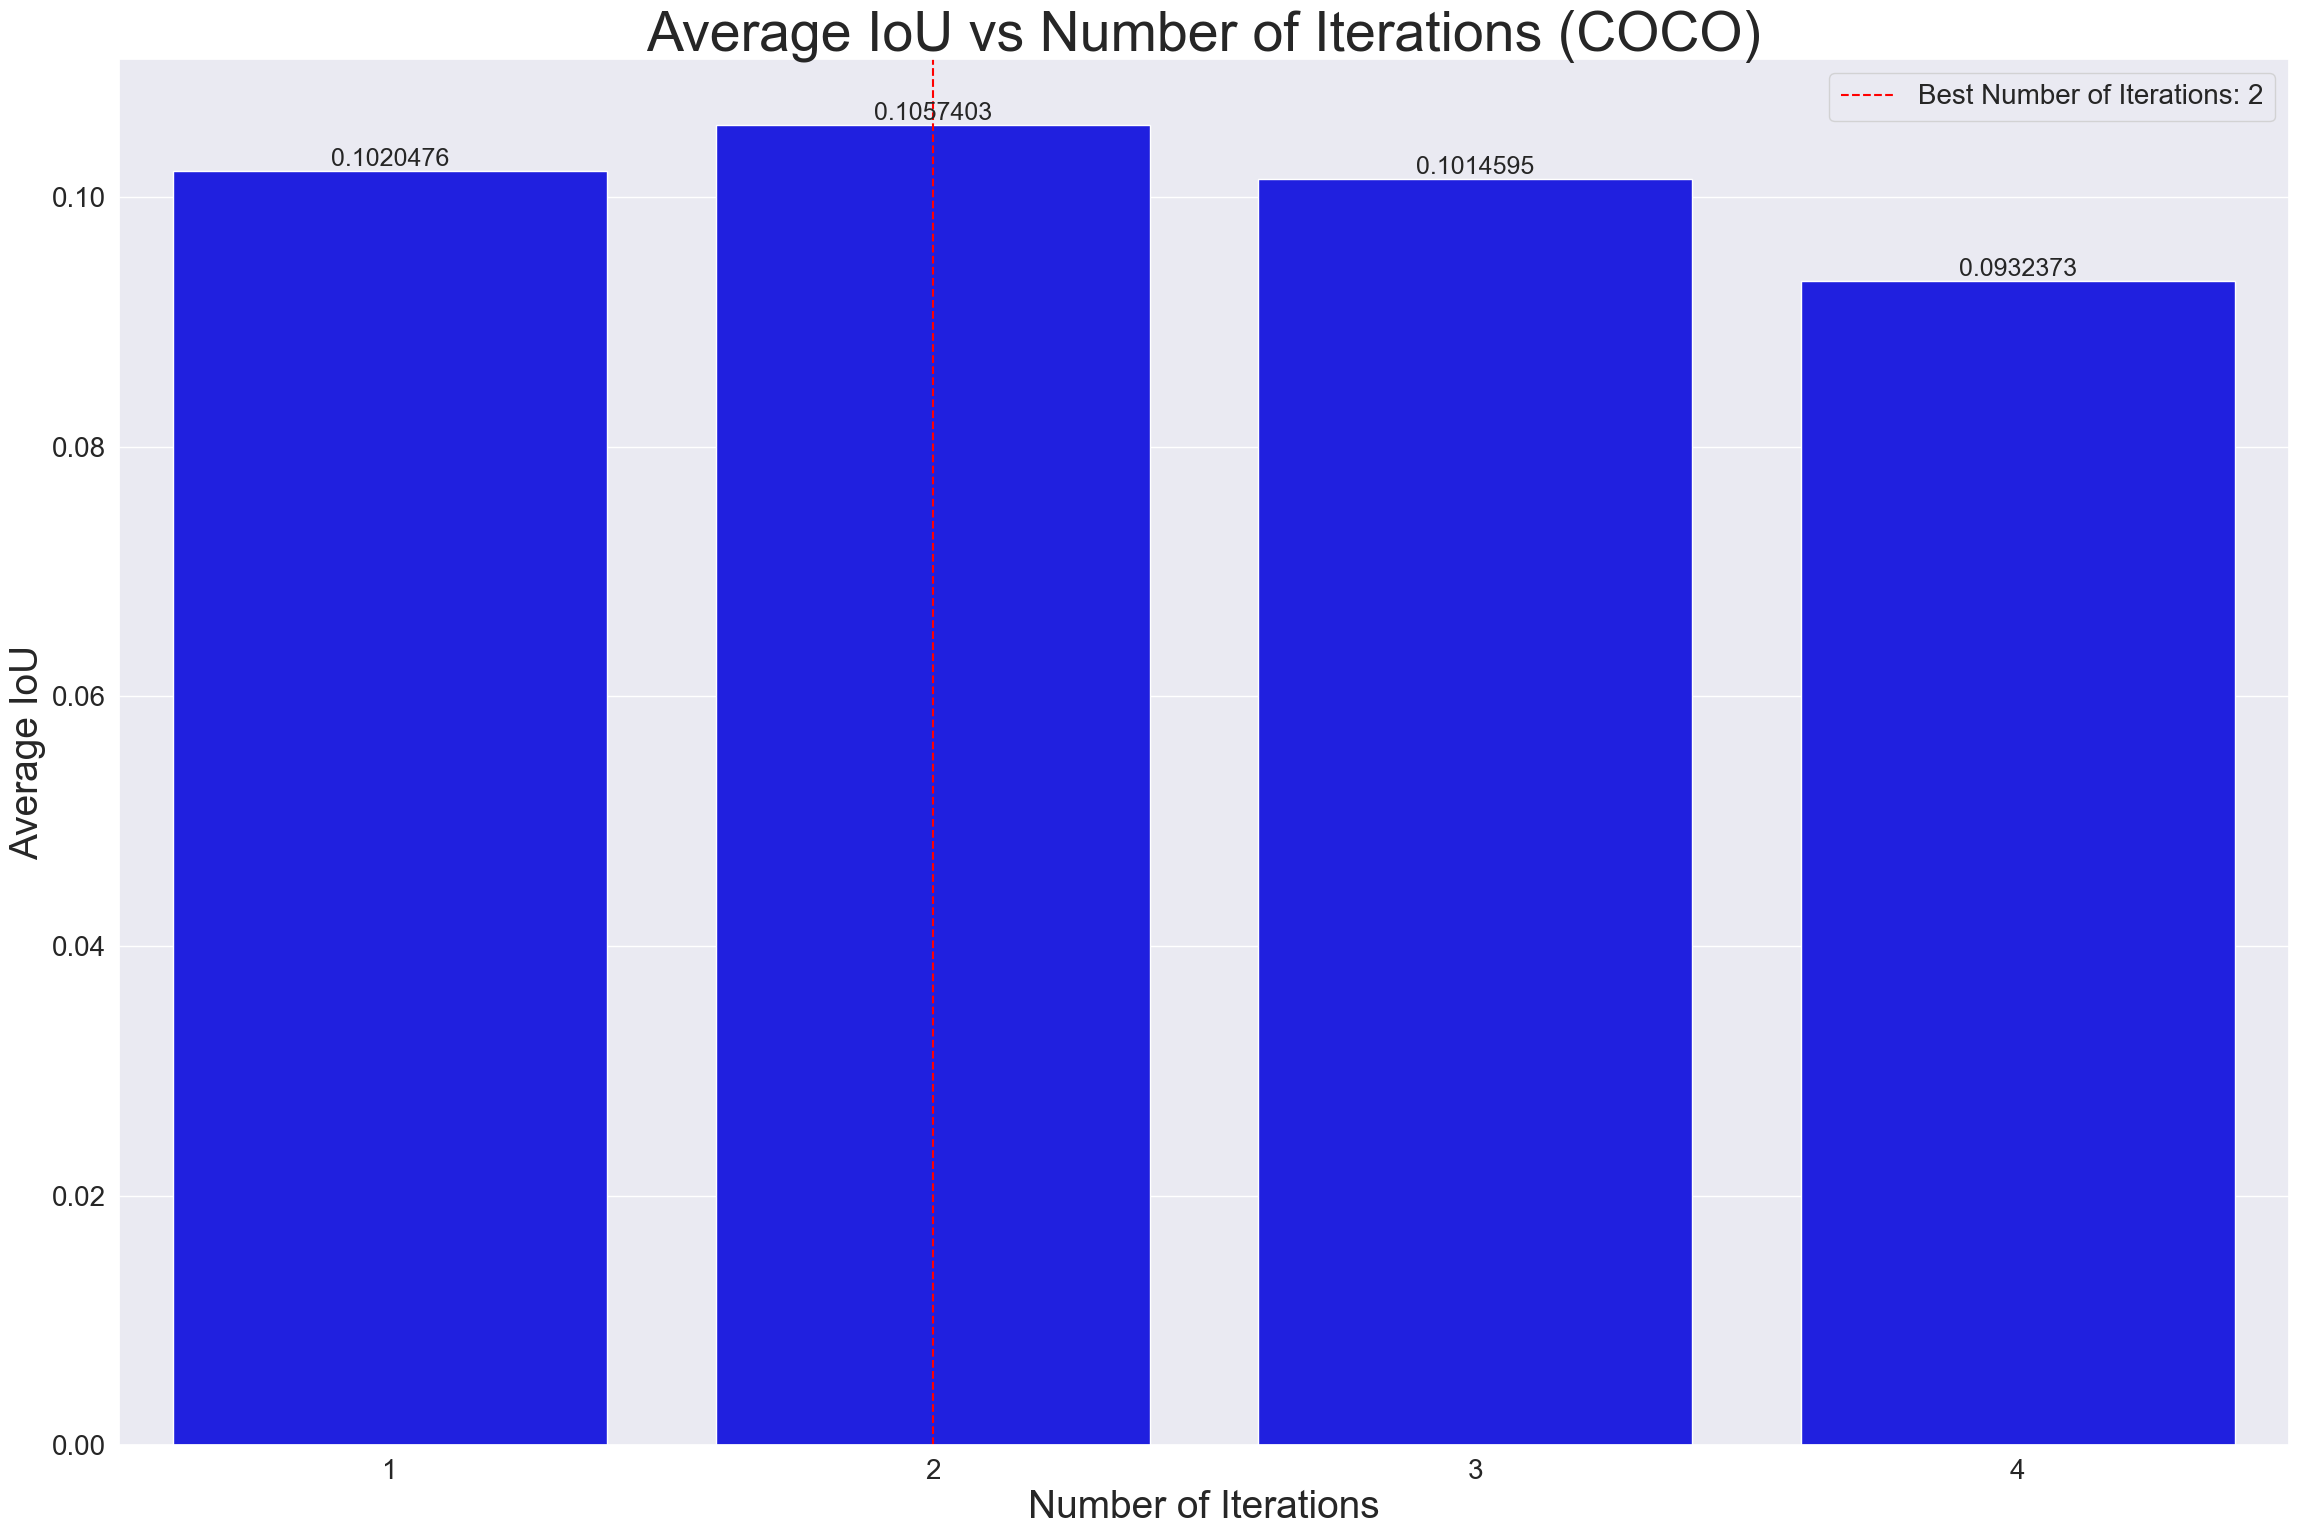 Average IoU vs Number of Iterations (COCO)
Best Number of Iterations: 2
0.1057403
0.1020476
0.1014595
0.0932373
0.10
0.08
0.06
0.04
0.02
0.00
Average IoU
1 2 3 4
Number of Iterations